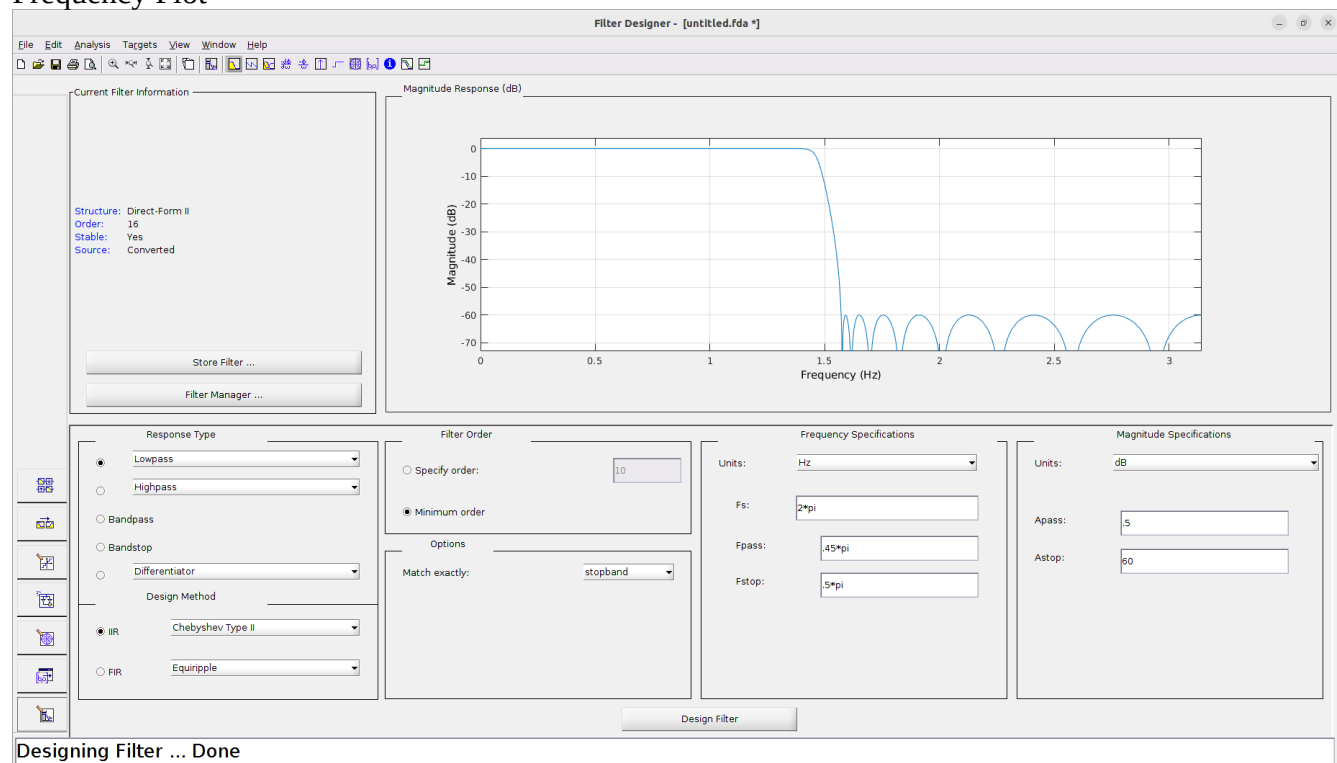 Frequency Plot
Filter Designer - [untitled.fda *]
File Edit Analysis Targets View Window Help
Current Filter Information
Structure: Direct-Form II
Order: 16
Stable: Yes
Source: Converted
Store Filter ...
Filter Manager ...
Magnitude Response (dB)
0
-10
-20
-30
-40
-50
-60
-70
Magnitude (dB)
0 0.5 1 1.5 2 2.5 3
Frequency (Hz)
Response Type
Lowpass
Highpass
Bandpass
Bandstop
Differentiator
Design Method
IIR Chebyshev Type II
FIR Equiripple
Filter Order
Specify order: 10
Minimum order
Options
Match exactly: stopband
Frequency Specifications
Units: Hz
Fs: 2*pi
Fpass: .45*pi
Fstop: .5*pi
Magnitude Specifications
Units: dB
Apass: .5
Astop: 60
Design Filter
Designing Filter ... Done